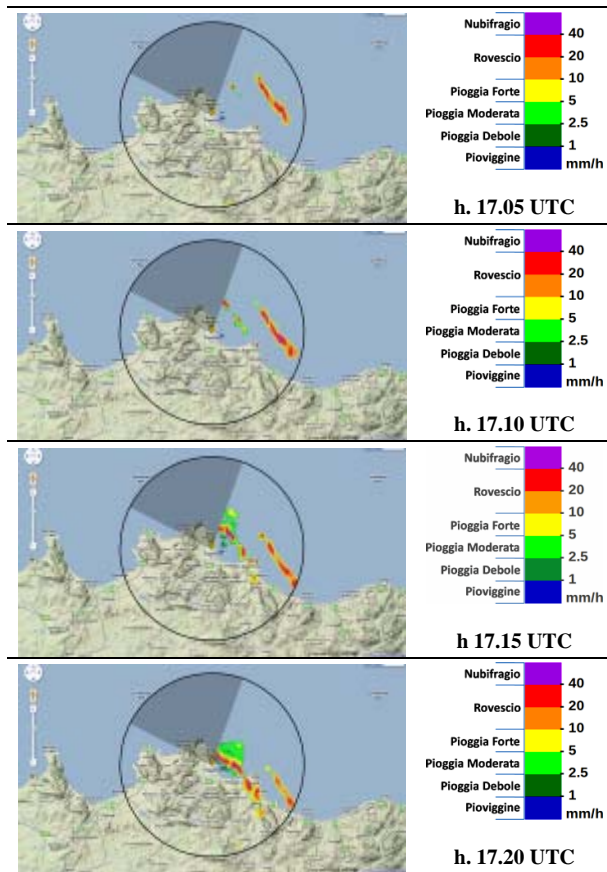 Nubifragio
40
Rovescio
20
10
Pioggia Forte
5
Pioggia Moderata
2.5
Pioggia Debole
1
Pioviggine
mm/h
h. 17.05 UTC
Nubifragio
40
Rovescio
20
10
Pioggia Forte
5
Pioggia Moderata
2.5
Pioggia Debole
1
Pioviggine
mm/h
h. 17.10 UTC
Nubifragio
40
Rovescio
20
10
Pioggia Forte
5
Pioggia Moderata
2.5
Pioggia Debole
1
Pioviggine
mm/h
h 17.15 UTC
Nubifragio
40
Rovescio
20
10
Pioggia Forte
5
Pioggia Moderata
2.5
Pioggia Debole
1
Pioviggine
mm/h
h. 17.20 UTC